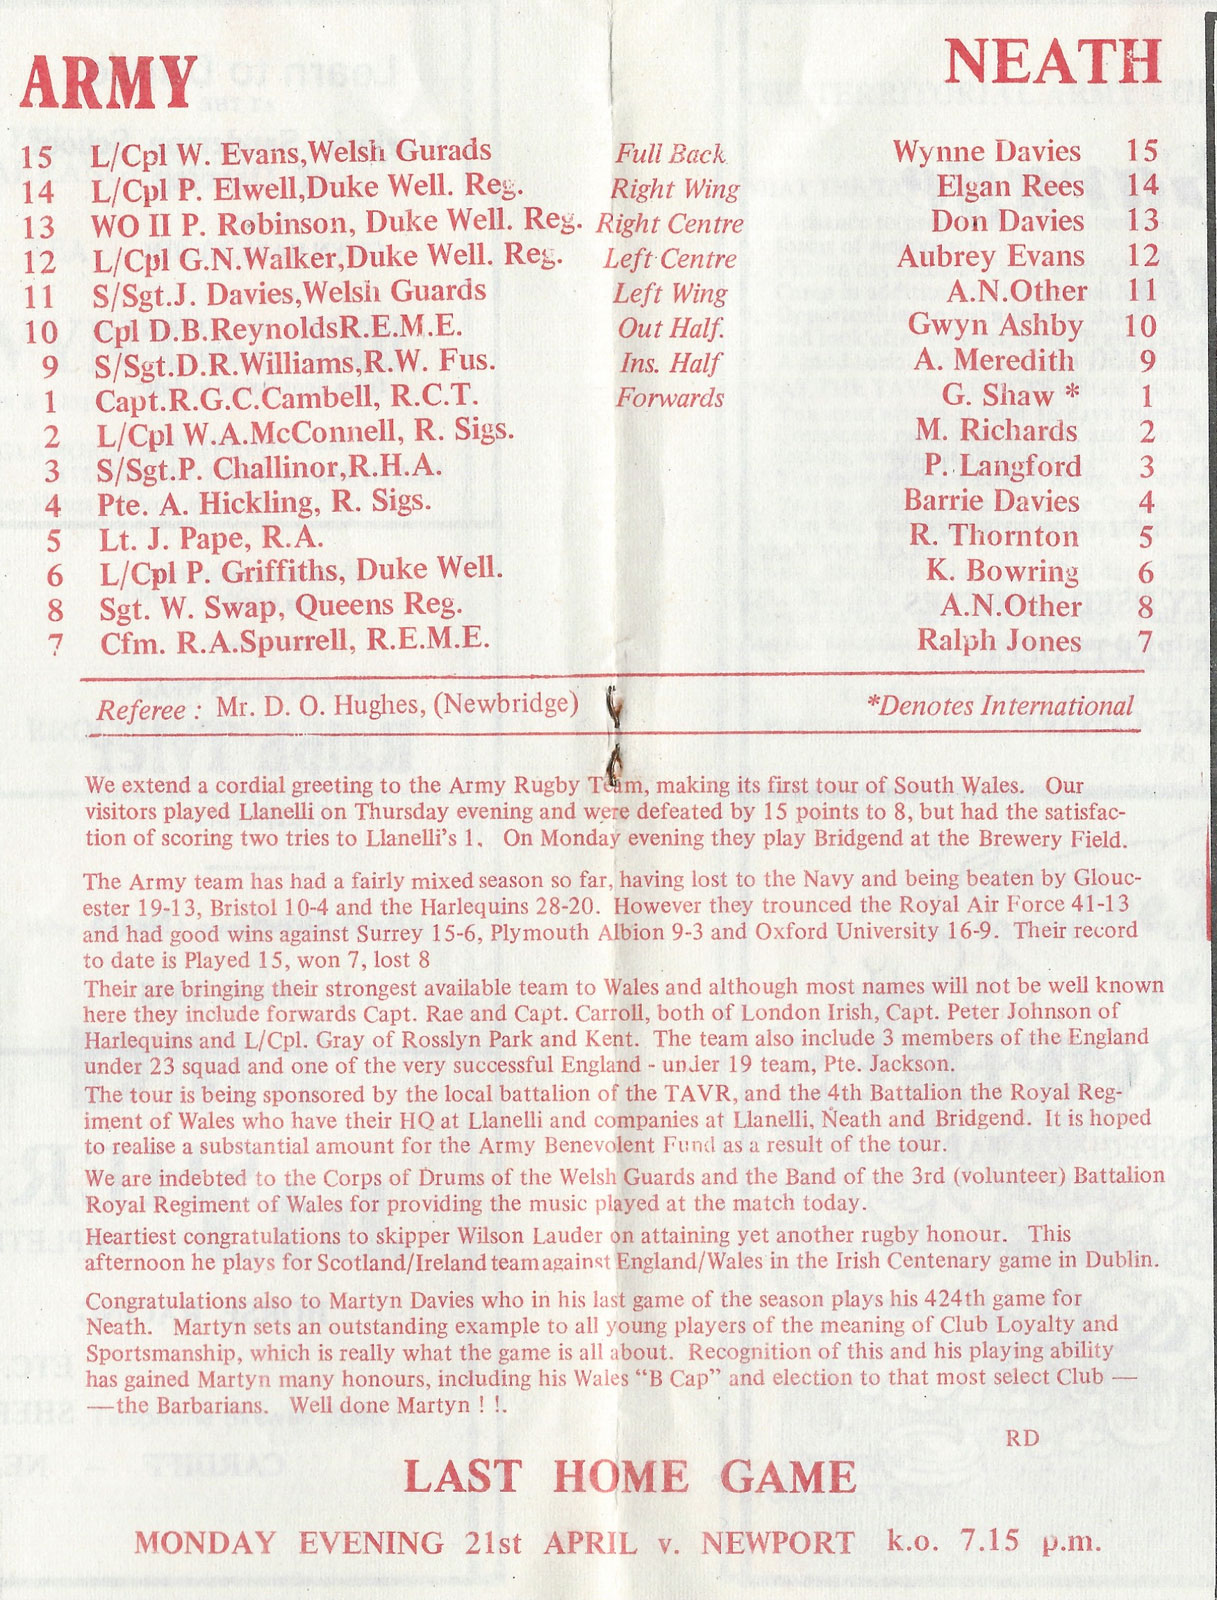 ARMY NEATH
15 L/Cpl W. Evans,Welsh Gurads Full Back Wynne Davies 15
14 L/Cpl P. Elwell,Duke Well. Reg. Right Wing Elgan Rees 14
13 WO II P. Robinson, Duke Well. Reg. Right Centre Don Davies 13
12 L/Cpl G.N.Walker,Duke Well. Reg. Left Centre Aubrey Evans 12
11 S/Sgt.J. Davies,Welsh Guards Left Wing A.N.Other 11
10 Cpl D.B.ReynoldsR.E.M.E. Out Half. Gwyn Ashby 10
9 S/Sgt.D.R.Williams,R.W. Fus. Ins. Half A. Meredith 9
1 Capt.R.G.C.Cambell, R.C.T. Forwards G. Shaw * 1
2 L/Cpl W.A.McConnell, R. Sigs. M. Richards 2
3 S/Sgt.P. Challinor,R.H.A. P. Langford 3
4 Pte. A. Hickling, R. Sigs. Barrie Davies 4
5 Lt. J. Pape, R.A. R. Thornton 5
6 L/Cpl P. Griffiths, Duke Well. K. Bowring 6
8 Sgt. W. Swap, Queens Reg. A.N.Other 8
7 Cfm. R.A.Spurrell, R.E.M.E. Ralph Jones 7
Referee : Mr. D. O. Hughes, (Newbridge) *Denotes International
We extend a cordial greeting to the Army Rugby Team, making its first tour of South Wales. Our
visitors played Llanelli on Thursday evening and were defeated by 15 points to 8, but had the satisfac-
tion of scoring two tries to Llanelli's 1. On Monday evening they play Bridgend at the Brewery Field.
The Army team has had a fairly mixed season so far, having lost to the Navy and being beaten by Glouc-
ester 19-13, Bristol 10-4 and the Harlequins 28-20. However they trounced the Royal Air Force 41-13
and had good wins against Surrey 15-6, Plymouth Albion 9-3 and Oxford University 16-9. Their record
to date is Played 15, won 7, lost 8
Their are bringing their strongest available team to Wales and although most names will not be well known
here they include forwards Capt. Rae and Capt. Carroll, both of London Irish, Capt. Peter Johnson of
Harlequins and L/Cpl. Gray of Rosslyn Park and Kent. The team also include 3 members of the England
under 23 squad and one of the very successful England - under 19 team, Pte. Jackson.
The tour is being sponsored by the local battalion of the TAVR, and the 4th Battalion the Royal Reg-
iment of Wales who have their HQ at Llanelli and companies at Llanelli, Neath and Bridgend. It is hoped
to realise a substantial amount for the Army Benevolent Fund as a result of the tour.
We are indebted to the Corps of Drums of the Welsh Guards and the Band of the 3rd (volunteer) Battalion
Royal Regiment of Wales for providing the music played at the match today.
Heartiest congratulations to skipper Wilson Lauder on attaining yet another rugby honour. This
afternoon he plays for Scotland/Ireland team against England/Wales in the Irish Centenary game in Dublin.
Congratulations also to Martyn Davies who in his last game of the season plays his 424th game for
Neath. Martyn sets an outstanding example to all young players of the meaning of Club Loyalty and
Sportsmanship, which is really what the game is all about. Recognition of this and his playing ability
has gained Martyn many honours, including his Wales "B Cap" and election to that most select Club —
—the Barbarians. Well done Martyn ! !.
RD
LAST HOME GAME
MONDAY EVENING 21st APRIL v. NEWPORT k.o. 7.15 p.m.